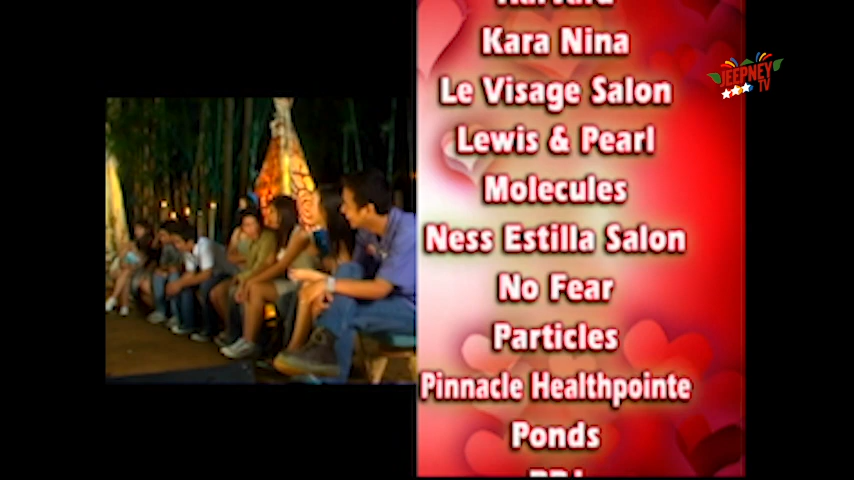 Harvard
Kara Nina
Le Visage Salon
Lewis & Pearl
Molecules
Ness Estilla Salon
No Fear
Particles
Pinnacle Healthpointe
Ponds
JEEPNEY
TV